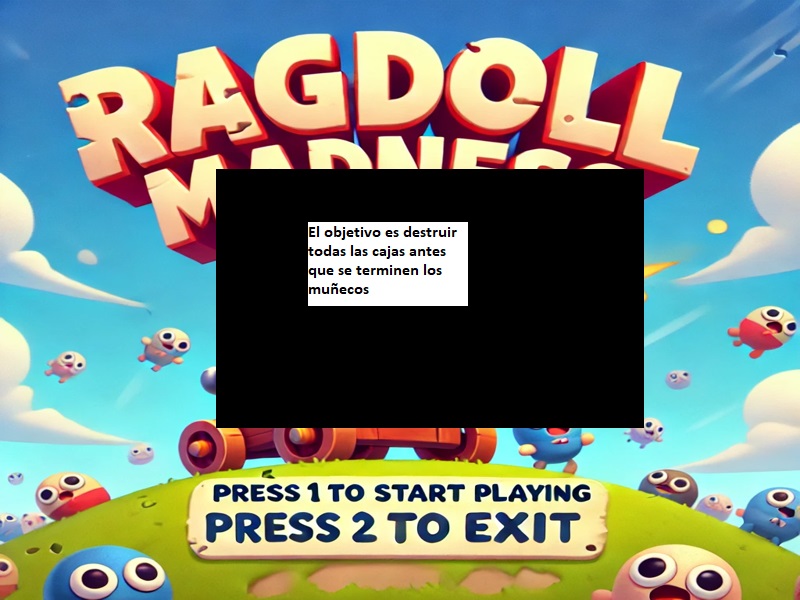 RAGDOLL
MADNESS
El objetivo es destruir
todas las cajas antes
que se terminen los
muñecos
PRESS 1 TO START PLAYING
PRESS 2 TO EXIT